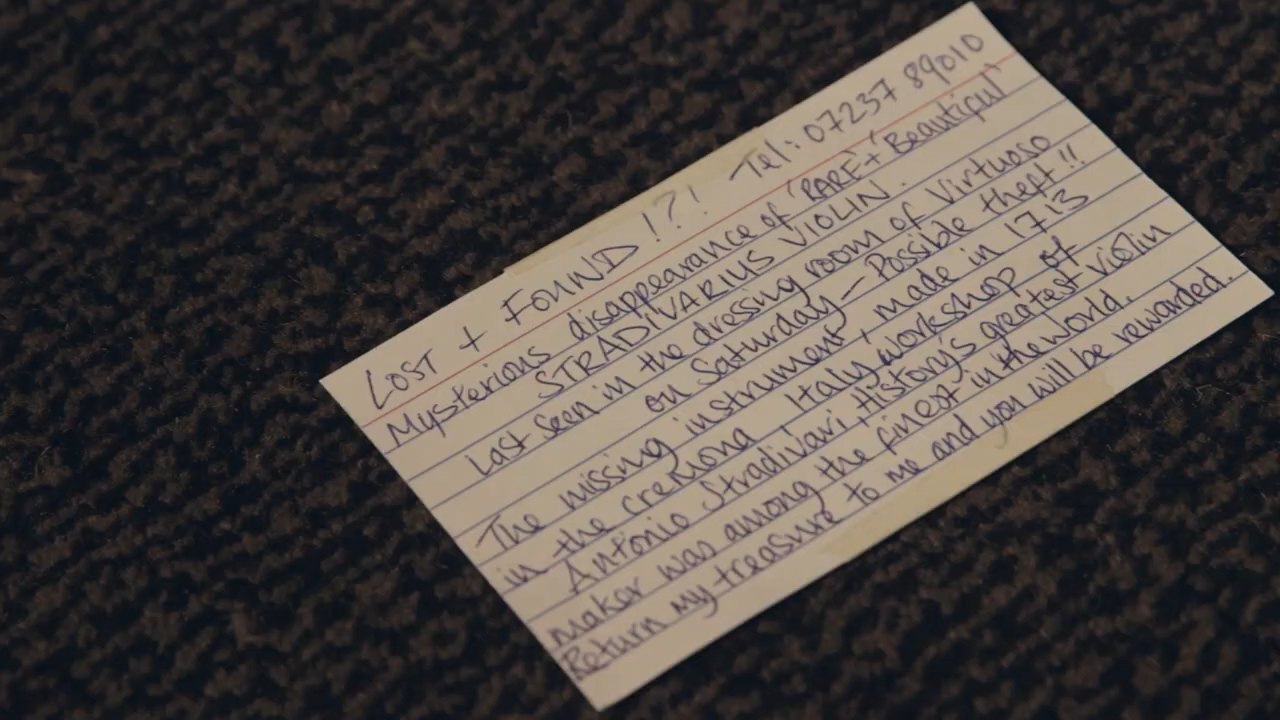 LOST + FOUND !?! Tel: 07237 89010
Mysterious disappearance of 'RARE' + 'Beautiful'
STRADIVARIUS VIOLIN.
Last seen in the dressing room of Virtuoso
on Saturday - Possible theft!!
The missing instrument, made in 1713
in the cremona, Italy workshop of
Antonio Stradivari History's greatest violin
maker was among the finest in the world.
Return my treasure to me and you will be rewarded.